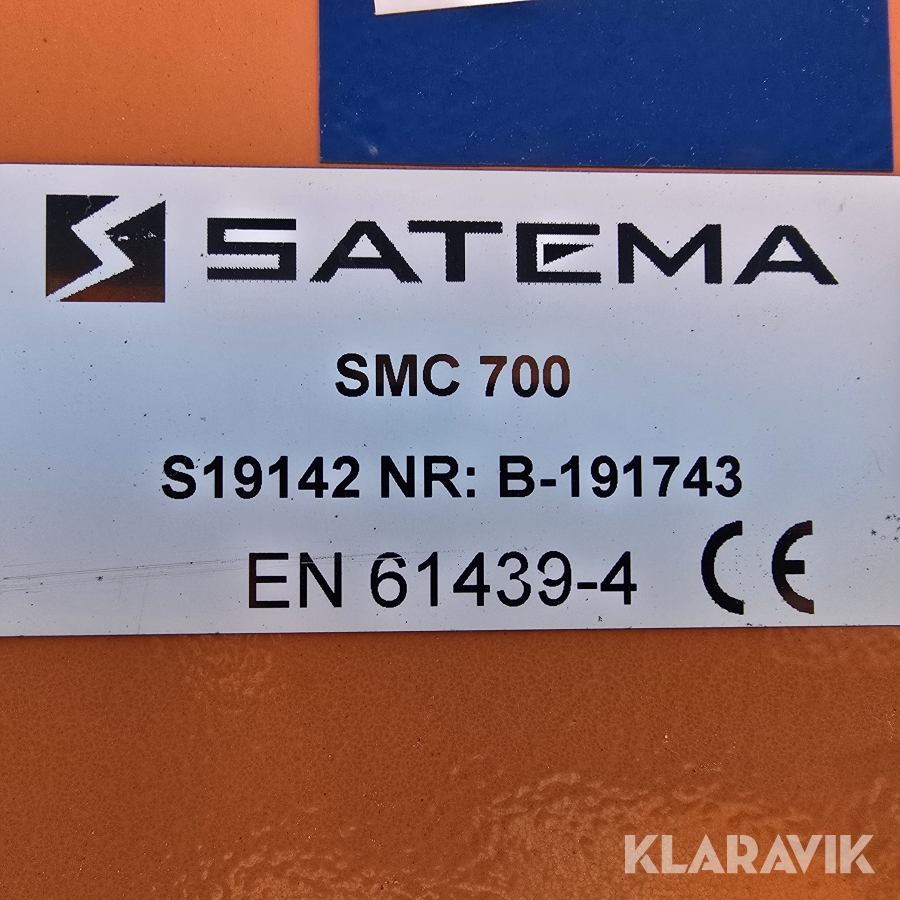 SATEMA
SMC 700
S19142 NR: B-191743
EN 61439-4 CE
KLARAVIK